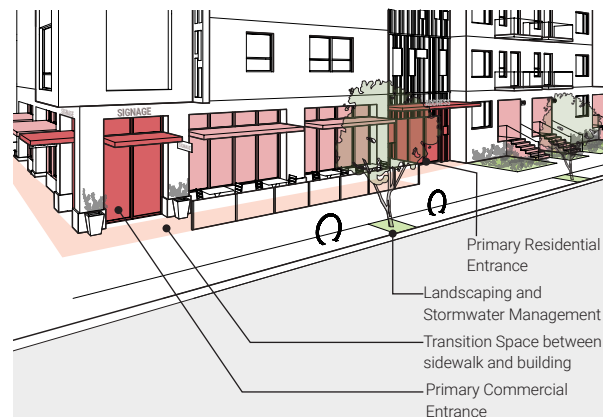 SIGNAGE
Primary Residential
Entrance
Landscaping and
Stormwater Management
Transition Space between
sidewalk and building
Primary Commercial
Entrance